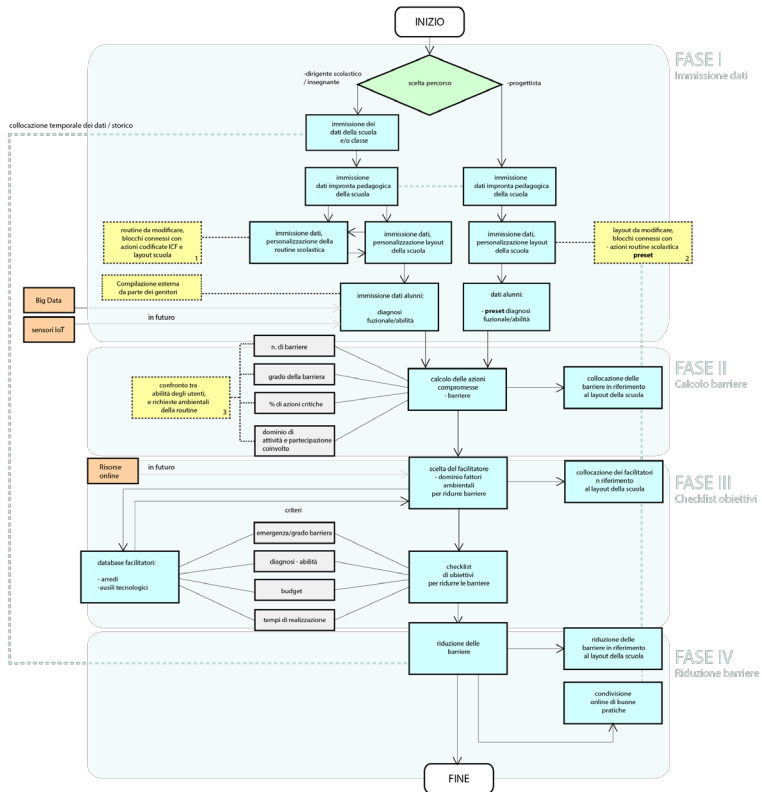 INIZIO
FASE I
Immissione dati
-dirigente scolastico
/ insegnante
scelta percorso
-progettista
collocazione temporale dei dati / storico
immissione dei
dati della scuola
e/o classe
immissione
dati impronta pedagogica
della scuola
immissione
dati impronta pedagogica
della scuola
routine da modificare,
blocchi connessi con
azioni codificate ICF e
layout scuola
1
immissione dati,
personalizzazione della
routine scolastica
immissione dati,
personalizzazione layout
della scuola
immissione dati,
personalizzazione layout
della scuola
layout da modificare,
blocchi connessi con
- azioni routine scolastica
preset
2
Compilazione esterna
da parte dei genitori
Big Data
sensori IoT
in futuro
immissione dati alunni:
diagnosi
fuzionale/abilità
dati alunni:
- preset diagnosi
fuzionale/abilità
FASE II
Calcolo barriere
n. di barriere
grado della barriera
% di azioni critiche
dominio di
attività e partecipazione
coinvolto
confronto tra
abilità degli utenti,
e richieste ambientali
della routine
3
calcolo delle azioni
compromesse
- barriere
collocazione delle
barriere in riferimento
al layout della scuola
FASE III
Checklist obiettivi
Risorse
online
in futuro
scelta del facilitatore
- dominio fattori
ambientali
per ridurre barriere
collocazione dei facilitatori
n riferimento
al layout della scuola
criteri
emergenza/grado barriera
diagnosi - abilità
budget
tempi di realizzazione
database facilitatori:
- arredi
-ausili tecnologici
checklist
di obiettivi
per ridurre le barriere
FASE IV
Riduzione barriere
riduzione delle
barriere
riduzione delle
barriere in riferimento
al layout della scuola
condivisione
online di buone
pratiche
FINE